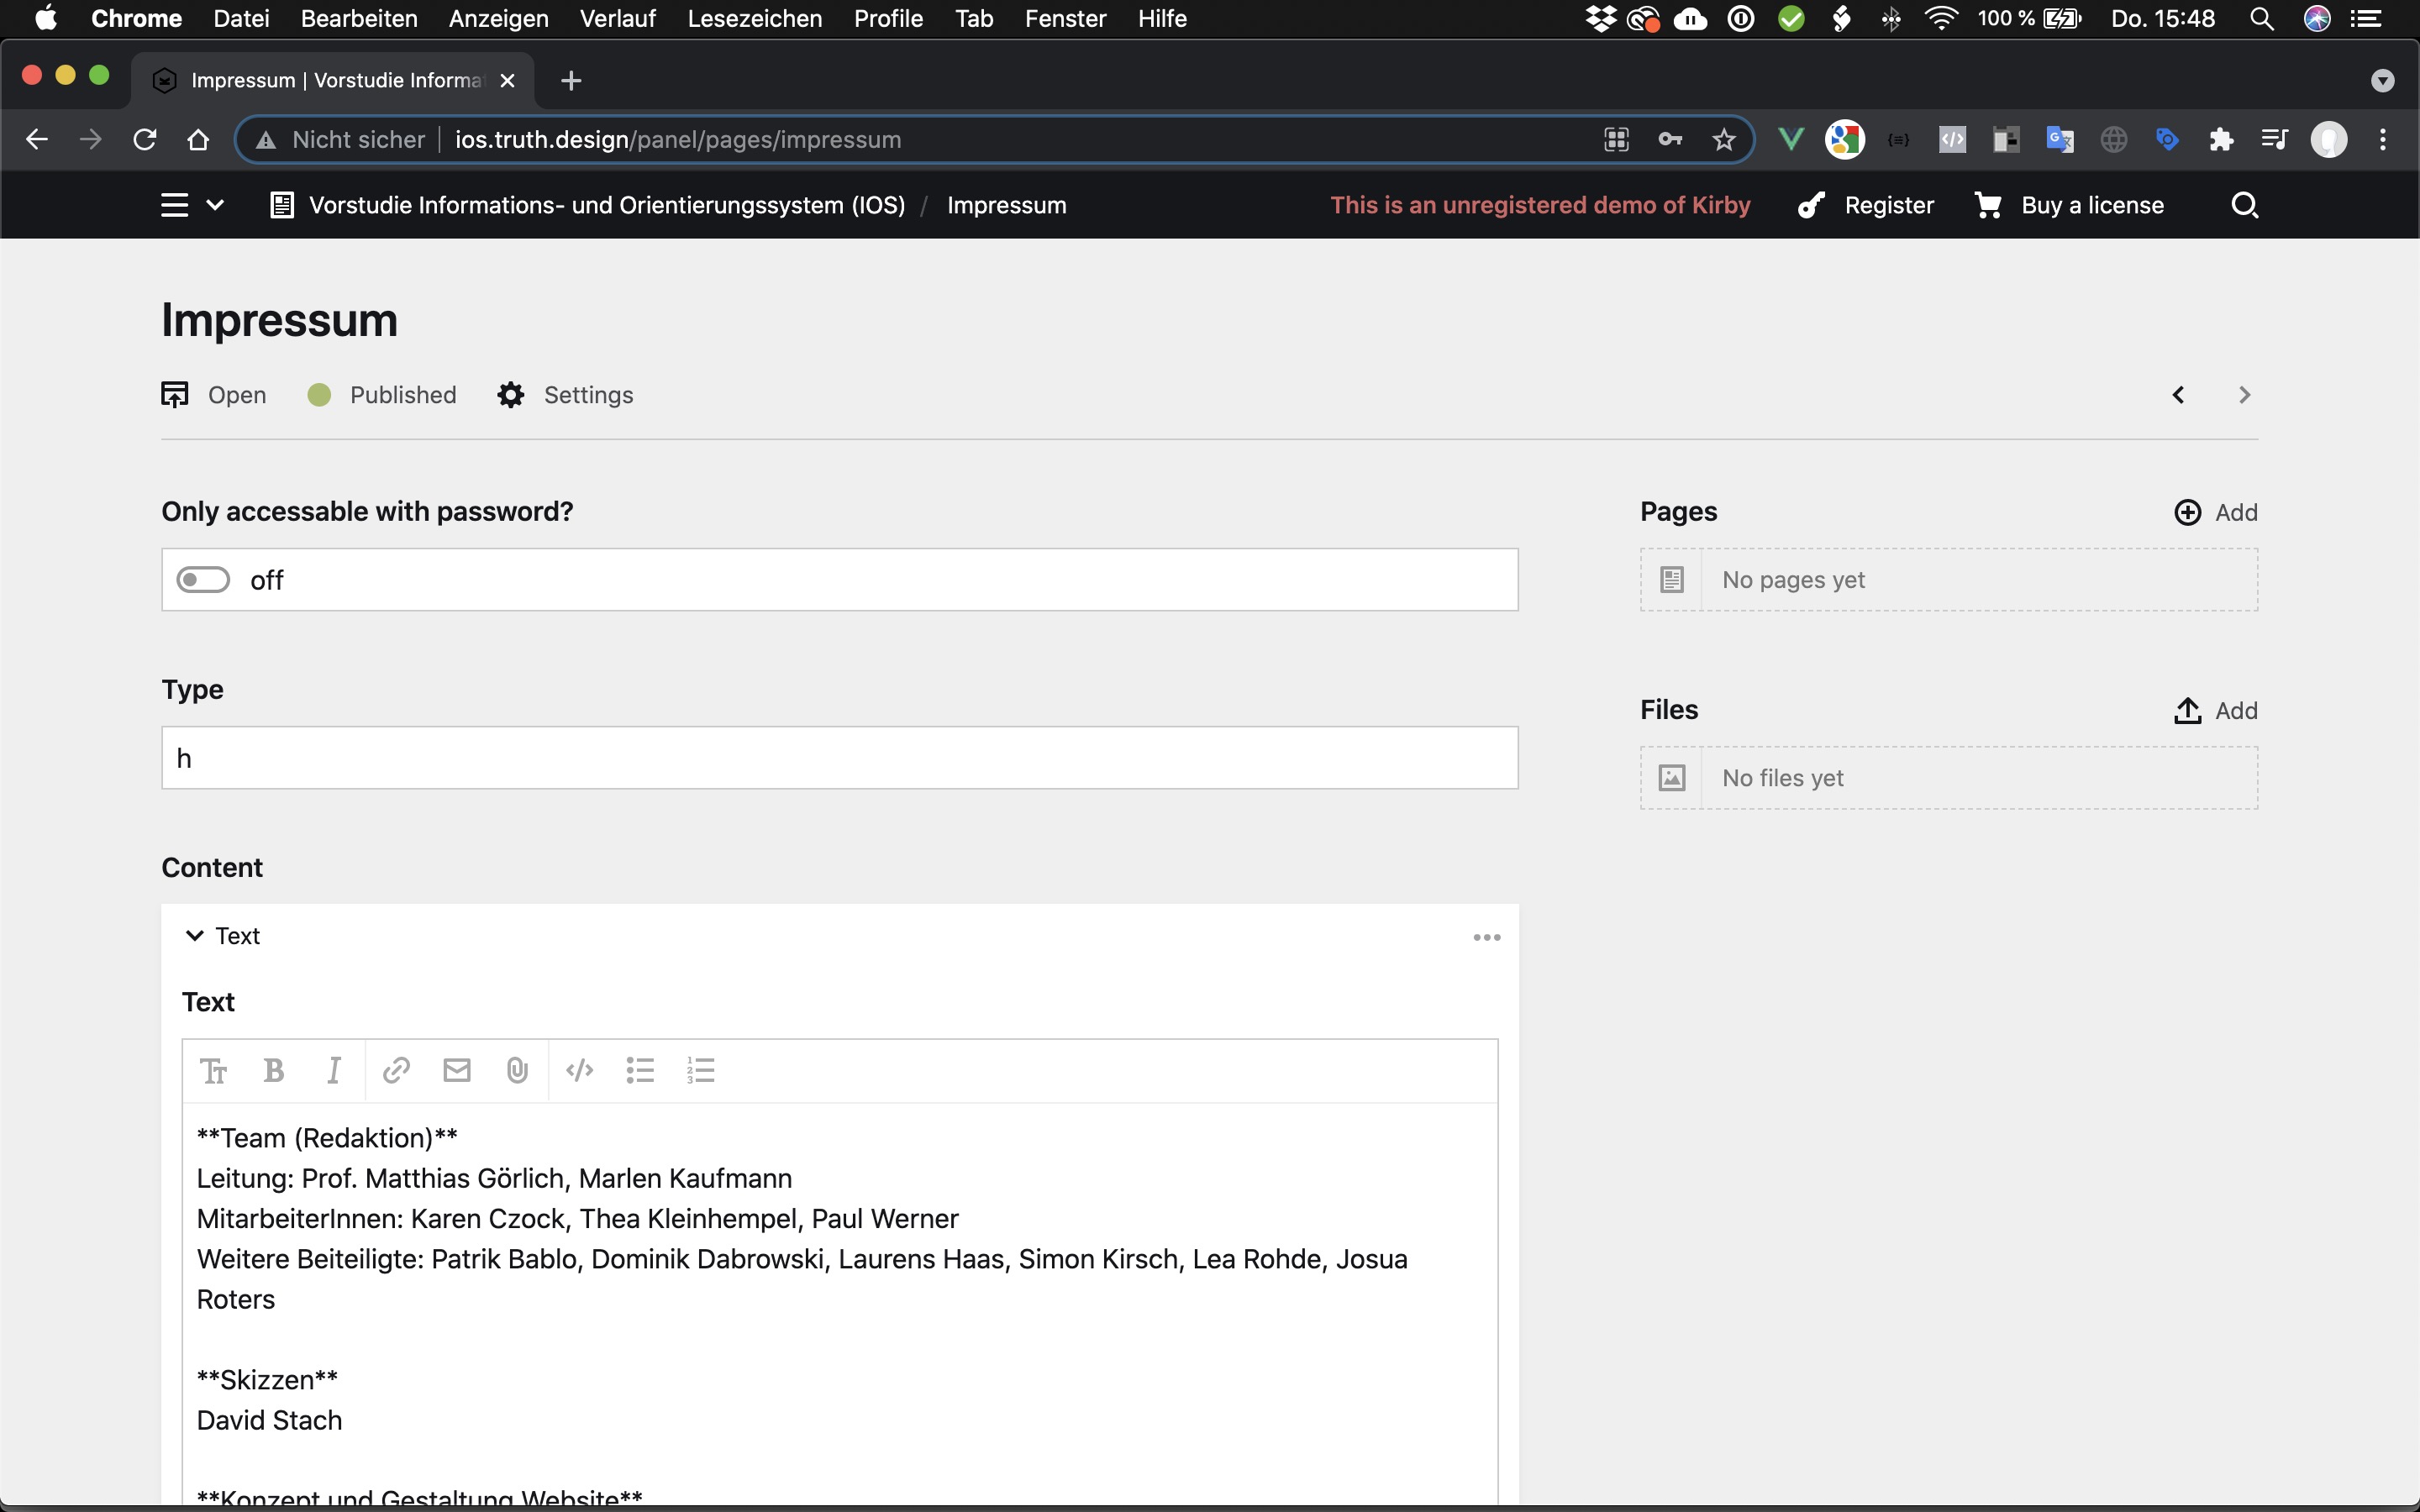 Chrome Datei Bearbeiten Anzeigen Verlauf Lesezeichen Profile Tab Fenster Hilfe 100 % Do. 15:48
Impressum | Vorstudie Informa
Nicht sicher ios.truth.design/panel/pages/impressum
Vorstudie Informations- und Orientierungssystem (IOS) / Impressum This is an unregistered demo of Kirby Register Buy a license
Impressum
Open Published Settings
Only accessable with password?
off
Type
h
Content
Text
Text
**Team (Redaktion)**
Leitung: Prof. Matthias Görlich, Marlen Kaufmann
MitarbeiterInnen: Karen Czock, Thea Kleinhempel, Paul Werner
Weitere Beiteiligte: Patrik Bablo, Dominik Dabrowski, Laurens Haas, Simon Kirsch, Lea Rohde, Josua
Roters
**Skizzen**
David Stach
**Konzept und Gestaltung Website**
Pages Add
No pages yet
Files Add
No files yet